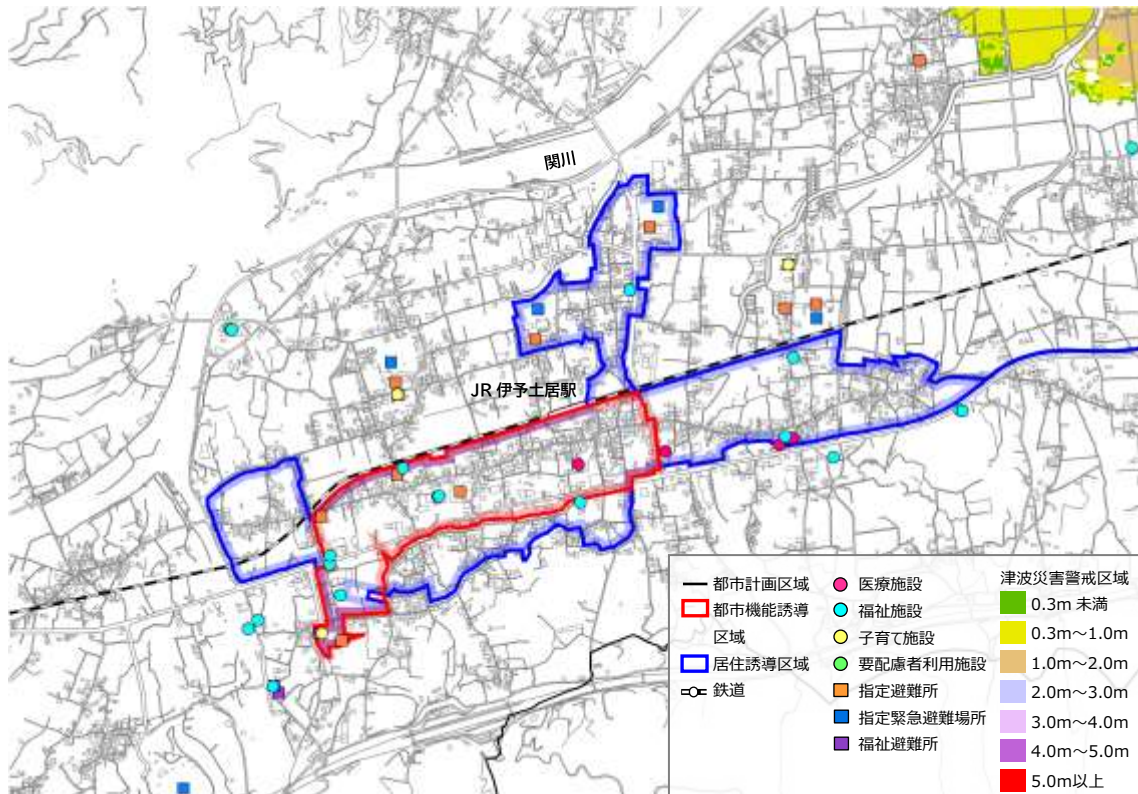 関川
JR 伊予土居駅
都市計画区域
都市機能誘導
区域
居住誘導区域
鉄道
医療施設
福祉施設
子育て施設
要配慮者利用施設
指定避難所
指定緊急避難場所
福祉避難所
津波災害警戒区域
0.3m 未満
0.3m～1.0m
1.0m～2.0m
2.0m～3.0m
3.0m～4.0m
4.0m～5.0m
5.0m以上